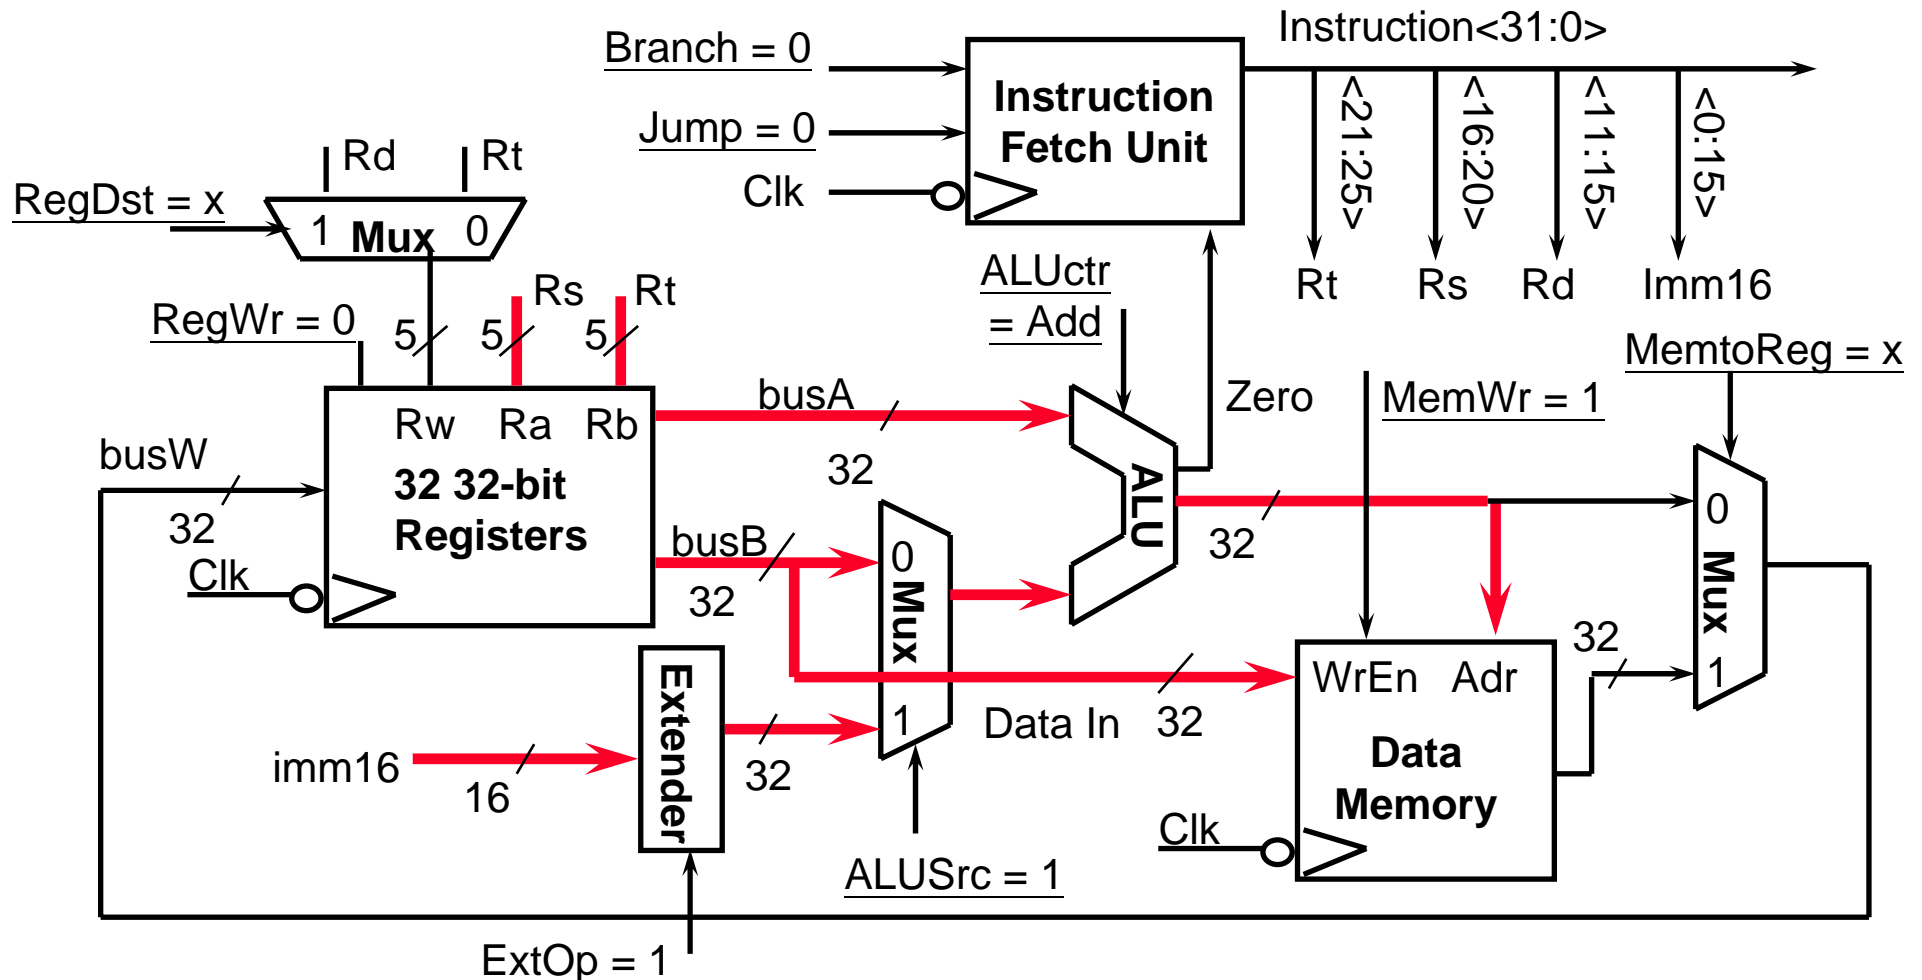 Instruction<31:0>
Branch = 0
Jump = 0
Clk
Instruction
Fetch Unit
<21:25>
<16:20>
<11:15>
<0:15>
Rt
Rs
Rd
Imm16
Rd
Rt
RegDst = x
1
Mux
0
RegWr = 0
5
5
Rs
5
Rt
ALUctr
= Add
Zero
MemWr = 1
MemtoReg = x
busW
32
Clk
Rw
Ra
Rb
32 32-bit
Registers
busA
32
busB
32
0
Mux
1
ALU
32
imm16
16
Extender
32
ExtOp = 1
ALUSrc = 1
Data In
32
WrEn
Adr
Data
Memory
Clk
32
0
Mux
1